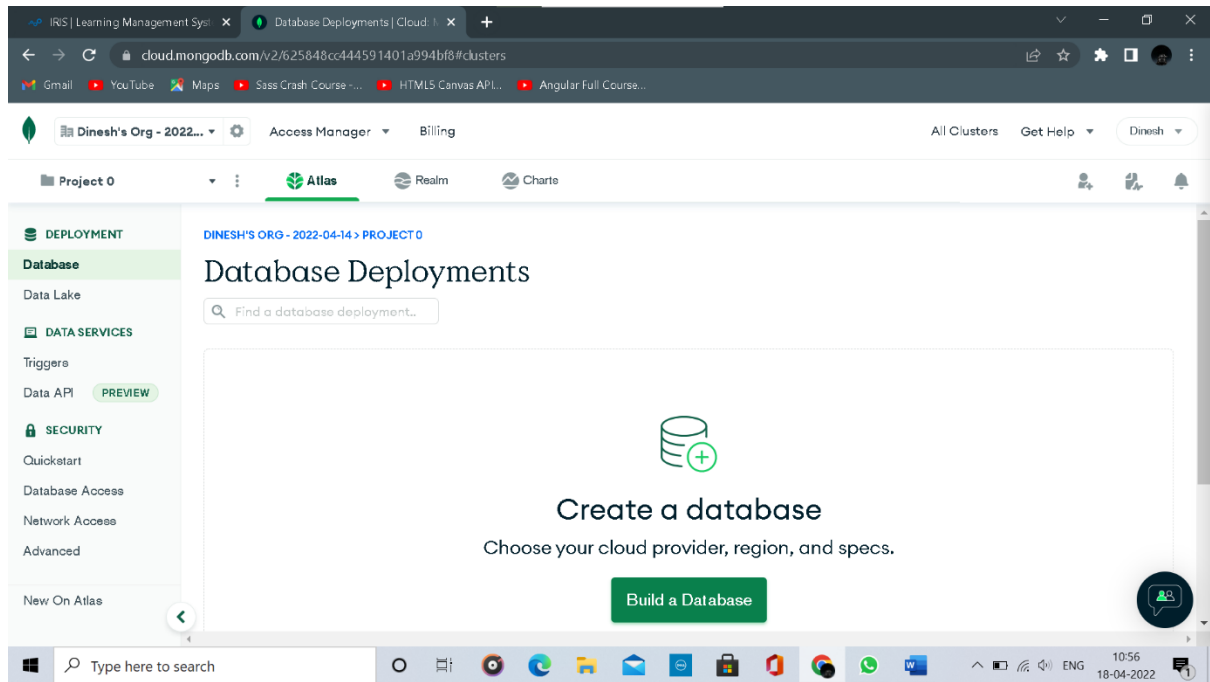 IRIS | Learning Management Syst
Database Deployments | Cloud: M
cloud.mongodb.com/v2/625848cc444591401a994bf8#clusters
Gmail YouTube Maps Sass Crash Course -... HTML5 Canvas API... Angular Full Course...
Dinesh's Org - 2022... Access Manager Billing All Clusters Get Help Dinesh
Project 0 Atlas Realm Charts
DEPLOYMENT
Database
Data Lake
DATA SERVICES
Triggers
Data API PREVIEW
SECURITY
Quickstart
Database Access
Network Access
Advanced
New On Atlas
DINESH'S ORG - 2022-04-14 > PROJECT 0
Database Deployments
Find a database deployment...
Create a database
Choose your cloud provider, region, and specs.
Build a Database
Type here to search
ENG
10:56
18-04-2022
1